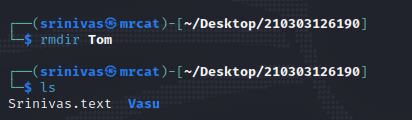 ┌──(srinivas㉿mrcat)-[~/Desktop/210303126190]
└─$ rmdir Tom
┌──(srinivas㉿mrcat)-[~/Desktop/210303126190]
└─$ ls
Srinivas.text  Vasu